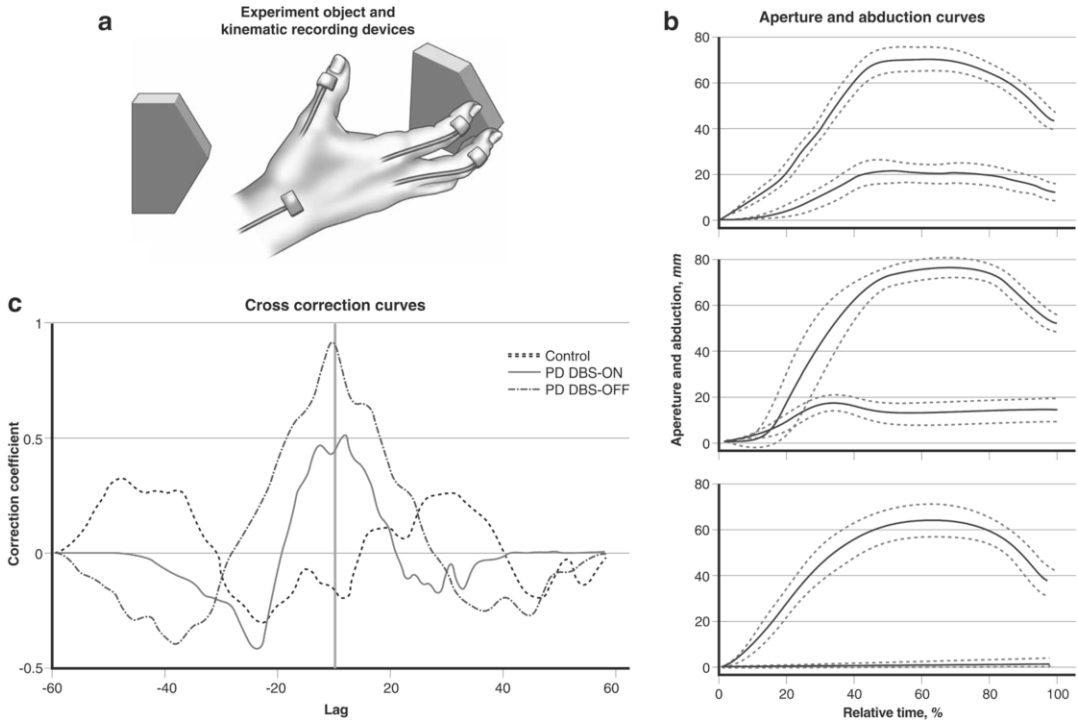 a
Experiment object and
kinematic recording devices
b
Aperture and abduction curves
80
60
40
20
0
80
60
40
20
0
80
60
40
20
0
0 20 40 60 80 100
Apereture and abduction, mm
Relative time, %
c
Cross correction curves
1
0.5
0
-0.5
-60 -40 -20 -12 20 40 60
Correction coefficient
Lag
Control
PD DBS-ON
PD DBS-OFF